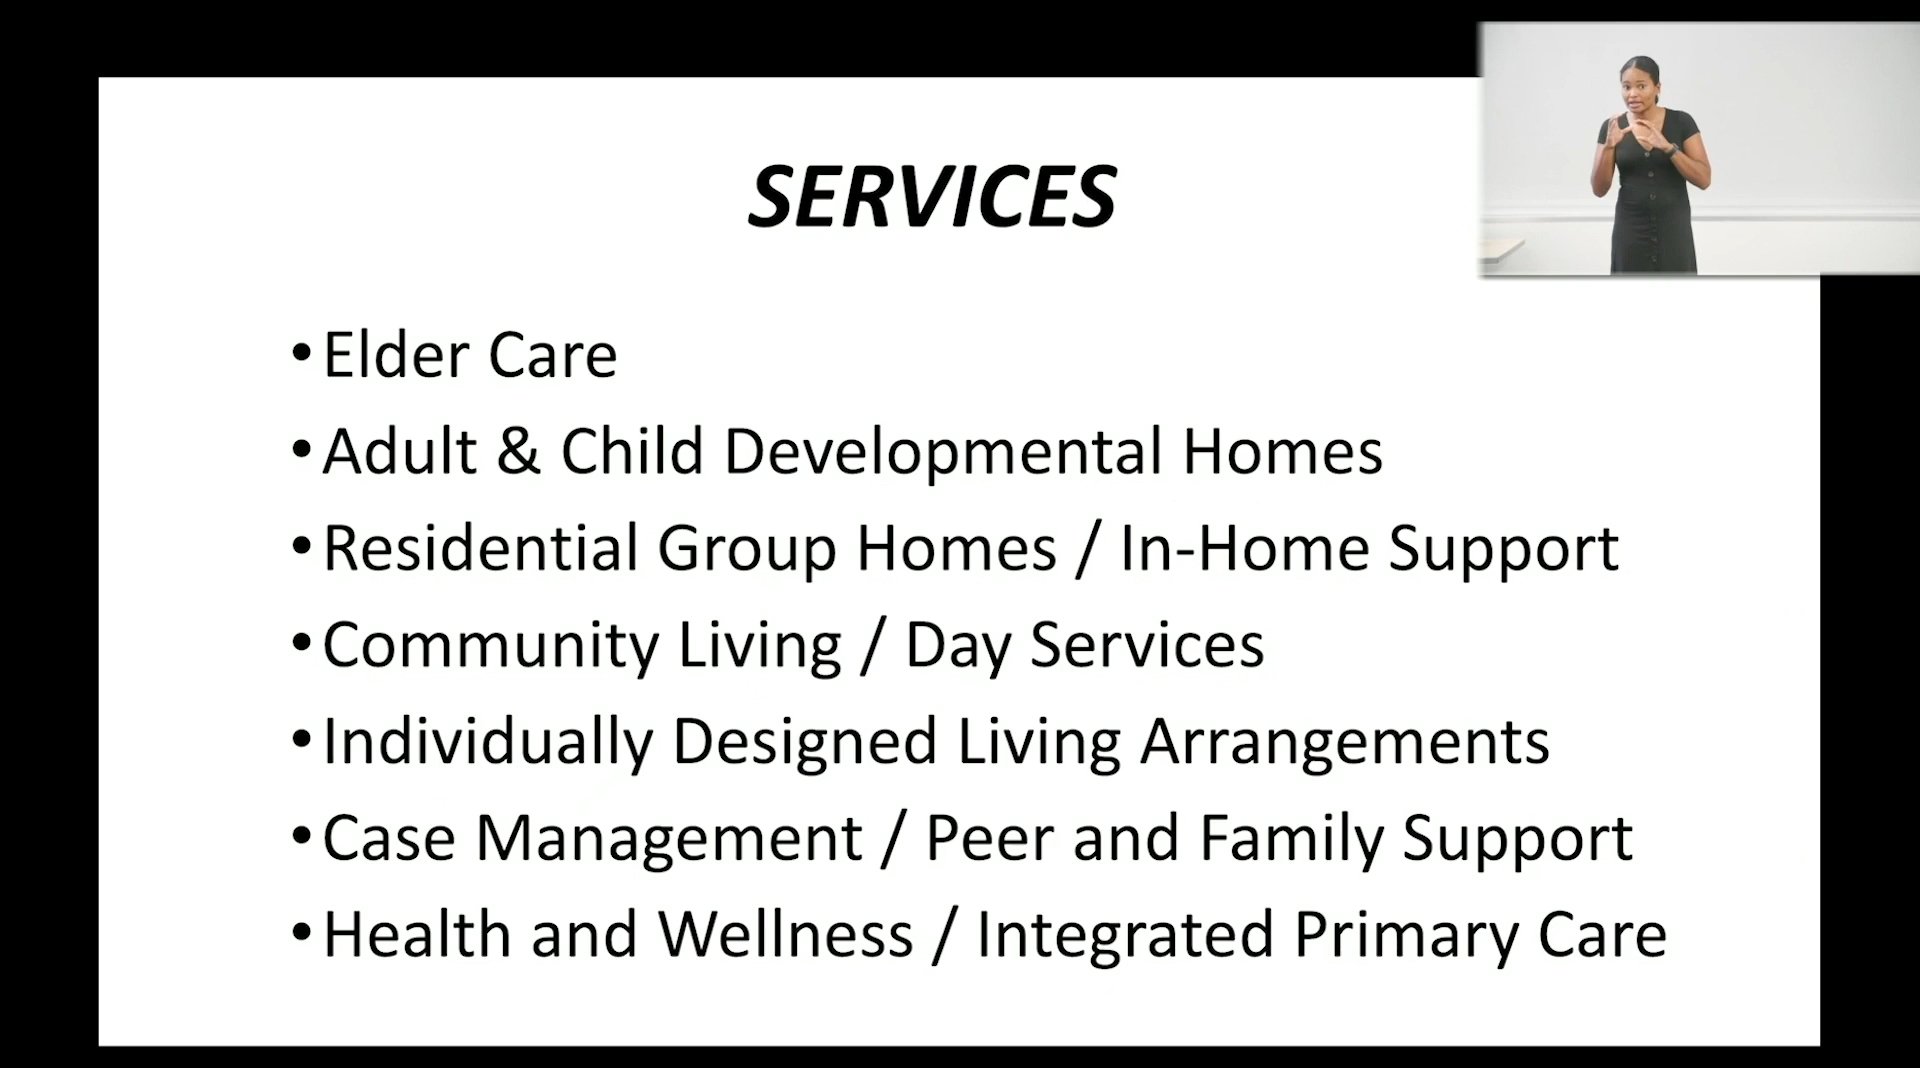 SERVICES
•Elder Care
•Adult & Child Developmental Homes
•Residential Group Homes / In-Home Support
•Community Living / Day Services
•Individually Designed Living Arrangements
•Case Management / Peer and Family Support
•Health and Wellness / Integrated Primary Care